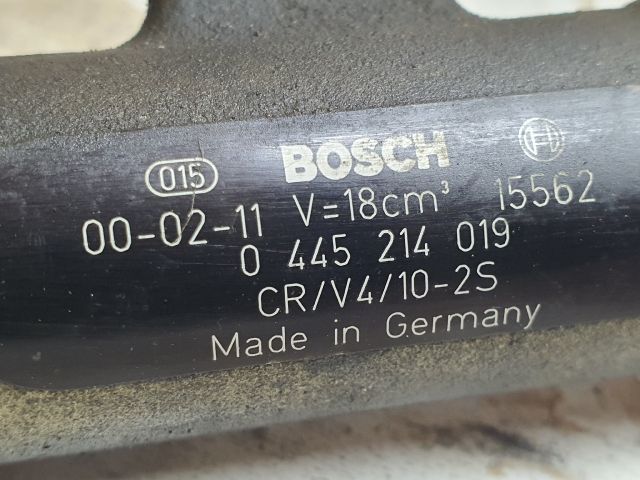 015 BOSCH
00-02-11 V=18cm³ 15562
0 445 214 019
CR/V4/10-2S
Made in Germany